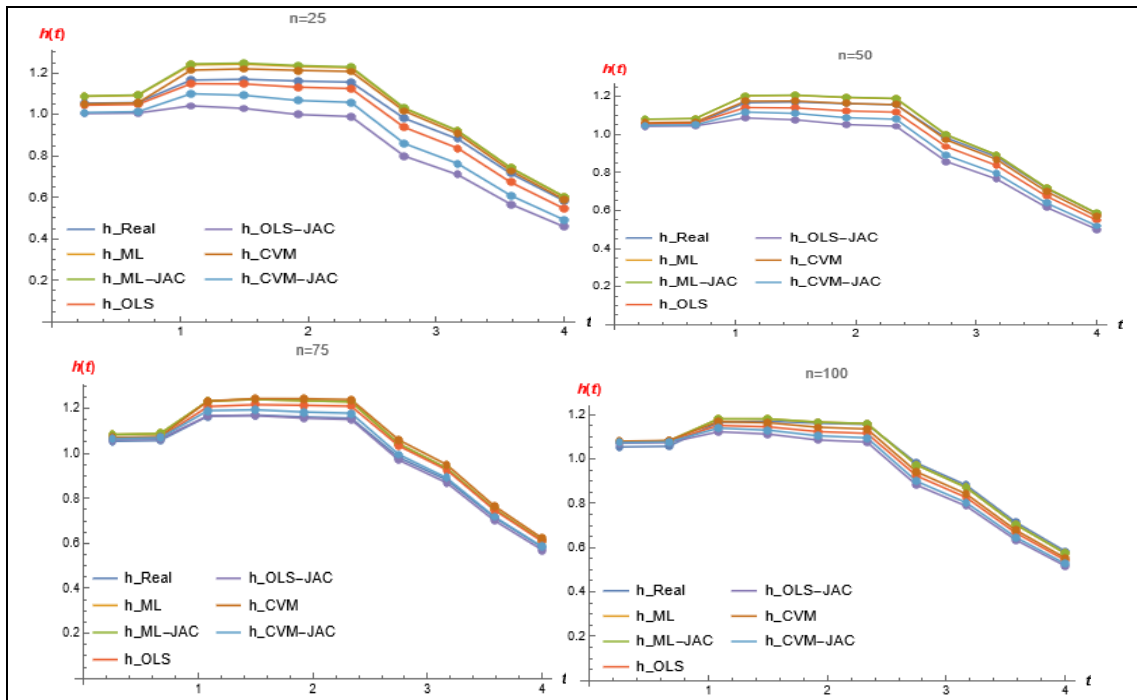 n=25
h(t)
1.2
1.0
0.8
0.6
0.4
0.2
h_Real h_OLS-JAC
h_ML h_CVM
h_ML-JAC h_CVM-JAC
h_OLS
1 2 3 4 t
n=50
h(t)
1.2
1.0
0.8
0.6
0.4
0.2
h_Real h_OLS-JAC
h_ML h_CVM
h_ML-JAC h_CVM-JAC
h_OLS
1 2 3 4 t
n=75
h(t)
1.2
1.0
0.8
0.6
0.4
0.2
h_Real h_OLS-JAC
h_ML h_CVM
h_ML-JAC h_CVM-JAC
h_OLS
1 2 3 4 t
n=100
h(t)
1.2
1.0
0.8
0.6
0.4
0.2
h_Real h_OLS-JAC
h_ML h_CVM
h_ML-JAC h_CVM-JAC
h_OLS
1 2 3 4 t